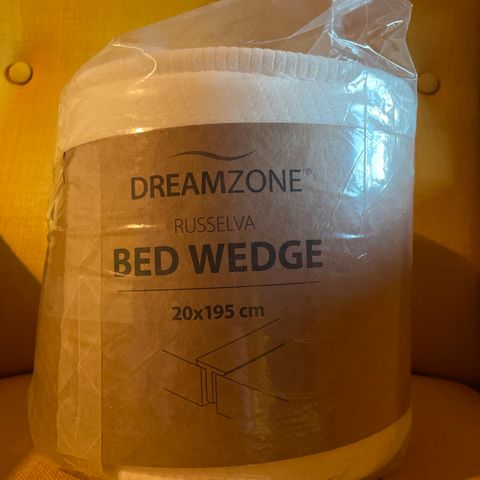 DREAMZONE®
RUSSELVA
BED WEDGE
20x195 cm